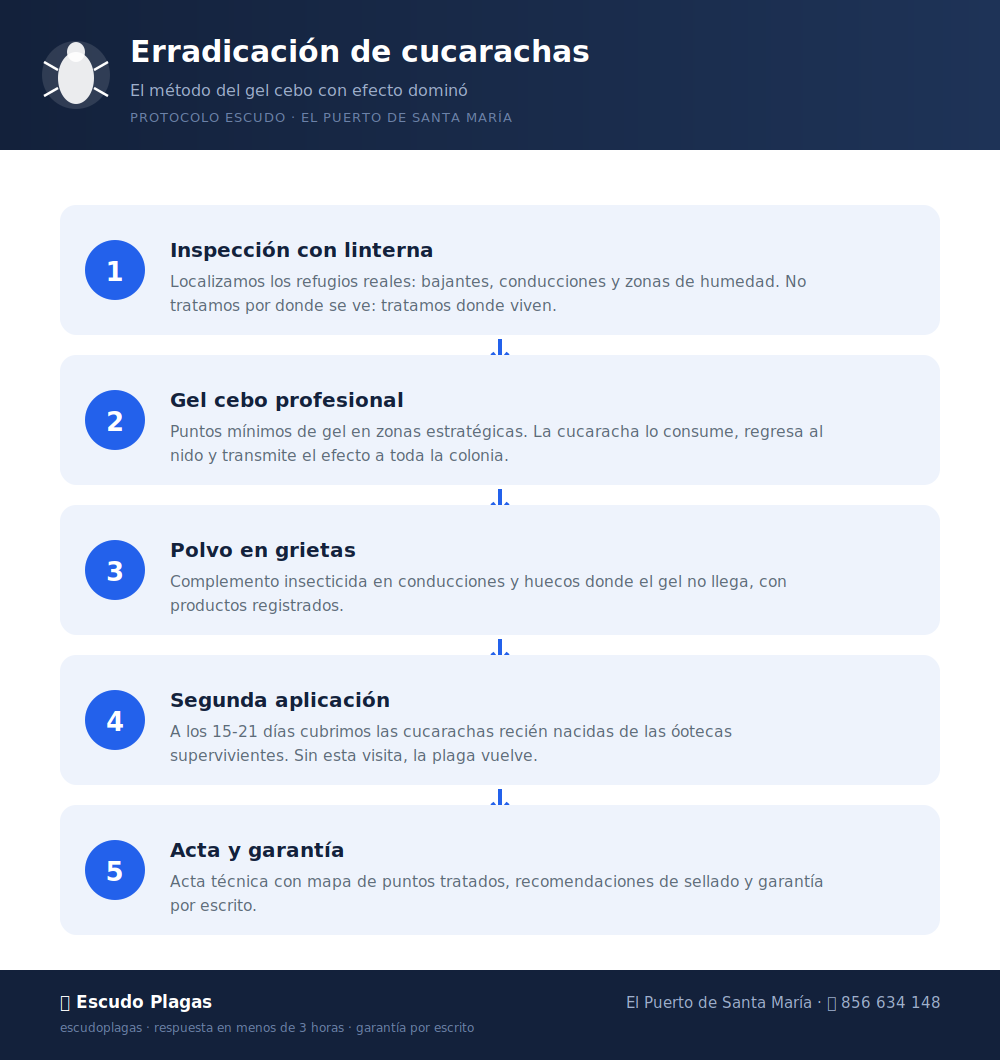 Erradicación de cucarachas
El método del gel cebo con efecto dominó
PROTOCOLO ESCUDO · EL PUERTO DE SANTA MARÍA
1
Inspección con linterna
Localizamos los refugios reales: bajantes, conducciones y zonas de humedad. No
tratamos por donde se ve: tratamos donde viven.
2
Gel cebo profesional
Puntos mínimos de gel en zonas estratégicas. La cucaracha lo consume, regresa al
nido y transmite el efecto a toda la colonia.
3
Polvo en grietas
Complemento insecticida en conducciones y huecos donde el gel no llega, con
productos registrados.
4
Segunda aplicación
A los 15-21 días cubrimos las cucarachas recién nacidas de las óotecas
supervivientes. Sin esta visita, la plaga vuelve.
5
Acta y garantía
Acta técnica con mapa de puntos tratados, recomendaciones de sellado y garantía
por escrito.
Escudo Plagas
El Puerto de Santa María · 856 634 148
escudoplagas · respuesta en menos de 3 horas · garantía por escrito